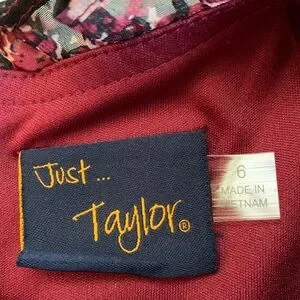 Just ...
Taylor®
6
MADE IN
VIETNAM